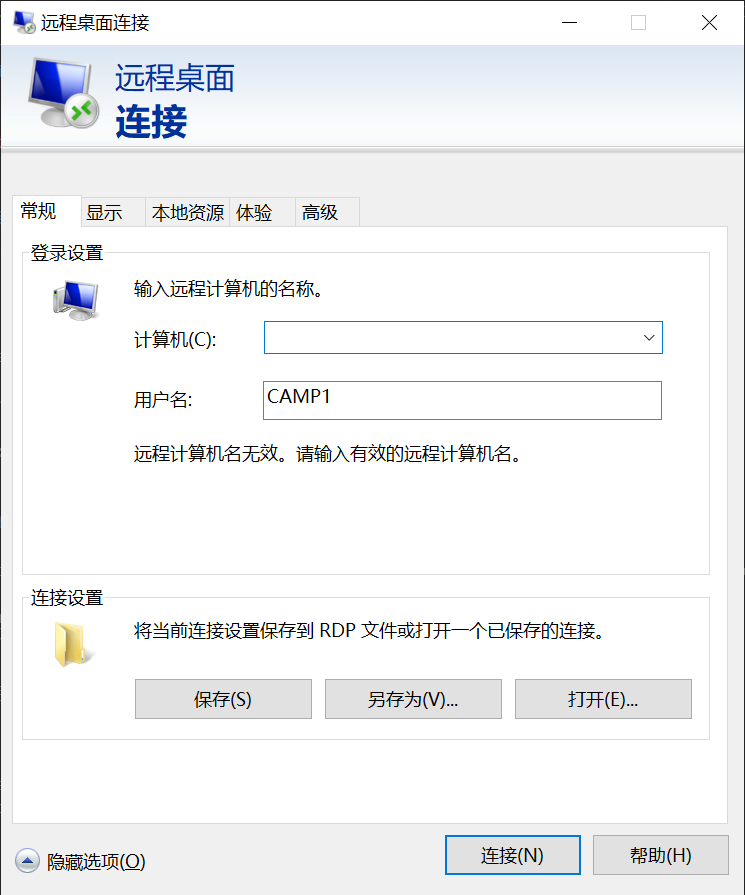 远程桌面连接
远程桌面
连接
常规 显示 本地资源 体验 高级
登录设置
输入远程计算机的名称。
计算机(C):
用户名: CAMP1
远程计算机名无效。请输入有效的远程计算机名。
连接设置
将当前连接设置保存到 RDP 文件或打开一个已保存的连接。
保存(S) 另存为(V)... 打开(E)...
隐藏选项(O) 连接(N) 帮助(H)